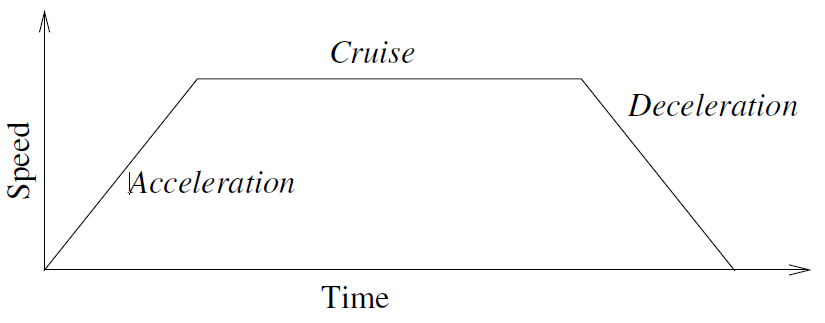 Cruise
Deceleration
Speed
Acceleration
Time